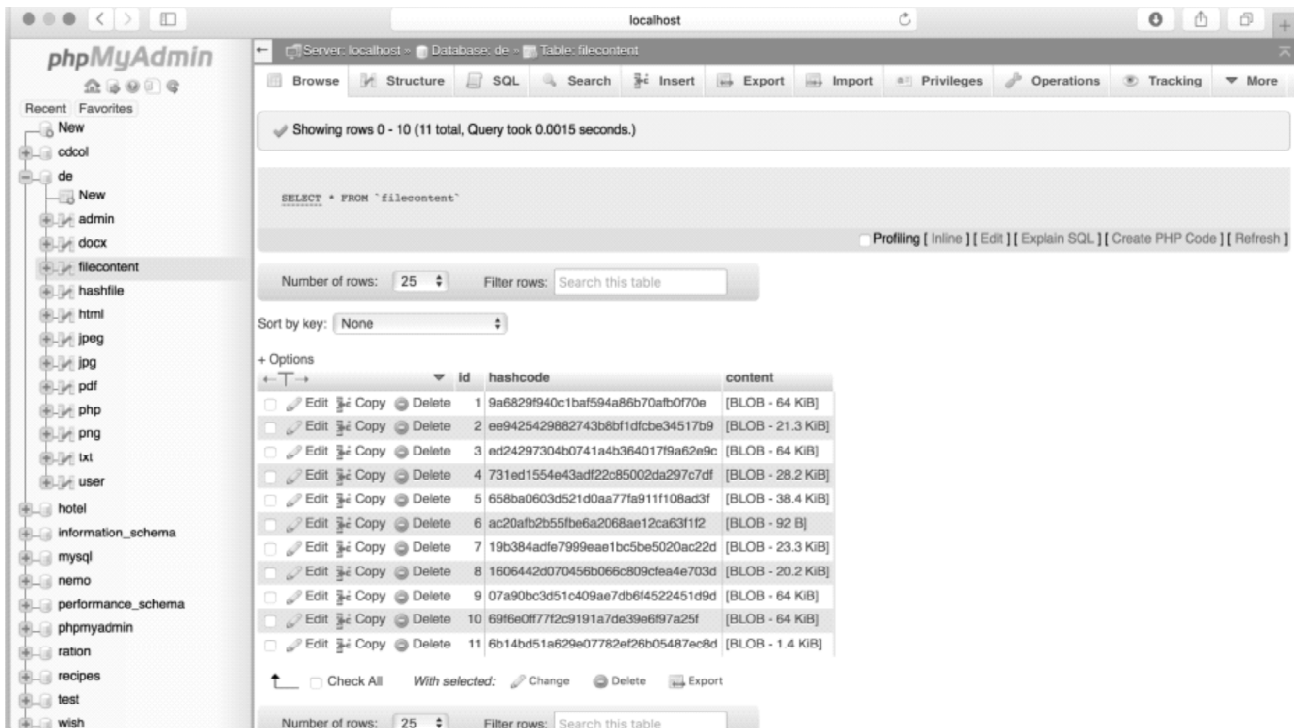 localhost
phpMyAdmin
Recent Favorites
New
cdcol
de
New
admin
docx
filecontent
hashfile
html
jpeg
jpg
pdf
php
png
txt
user
hotel
information_schema
mysql
nemo
performance_schema
phpmyadmin
ration
recipes
test
wish
Server: localhost » Database: de » Table: filecontent
Browse Structure SQL Search Insert Export Import Privileges Operations Tracking More
Showing rows 0 - 10 (11 total, Query took 0.0015 seconds.)
SELECT * FROM `filecontent`
Profiling [ Inline ] [ Edit ] [ Explain SQL ] [ Create PHP Code ] [ Refresh ]
Number of rows: 25 Filter rows: Search this table
Sort by key: None
+ Options
id hashcode content
Edit Copy Delete 1 9a6829f940c1baf594a86b70afb0f70e [BLOB - 64 KiB]
Edit Copy Delete 2 ee9425429882743b8bf1dfcbe34517b9 [BLOB - 21.3 KiB]
Edit Copy Delete 3 ed24297304b0741a4b364017f9a62e9c [BLOB - 64 KiB]
Edit Copy Delete 4 731ed1554e43adf22c85002da297c7df [BLOB - 28.2 KiB]
Edit Copy Delete 5 658ba0603d521d0aa77fa911f108ad3f [BLOB - 38.4 KiB]
Edit Copy Delete 6 ac20afb2b55fbe6a2068ae12ca63f1f2 [BLOB - 92 B]
Edit Copy Delete 7 19b384adfe7999eae1bc5be5020ac22d [BLOB - 23.3 KiB]
Edit Copy Delete 8 1606442d070456b066c809cfea4e703d [BLOB - 20.2 KiB]
Edit Copy Delete 9 07a90bc3d51c409ae7db6f4522451d9d [BLOB - 64 KiB]
Edit Copy Delete 10 69f6e0ff77f2c9191a7de39e6f97a25f [BLOB - 64 KiB]
Edit Copy Delete 11 6b14bd51a629e07782ef26b05487ec8d [BLOB - 1.4 KiB]
Check All With selected: Change Delete Export
Number of rows: 25 Filter rows: Search this table